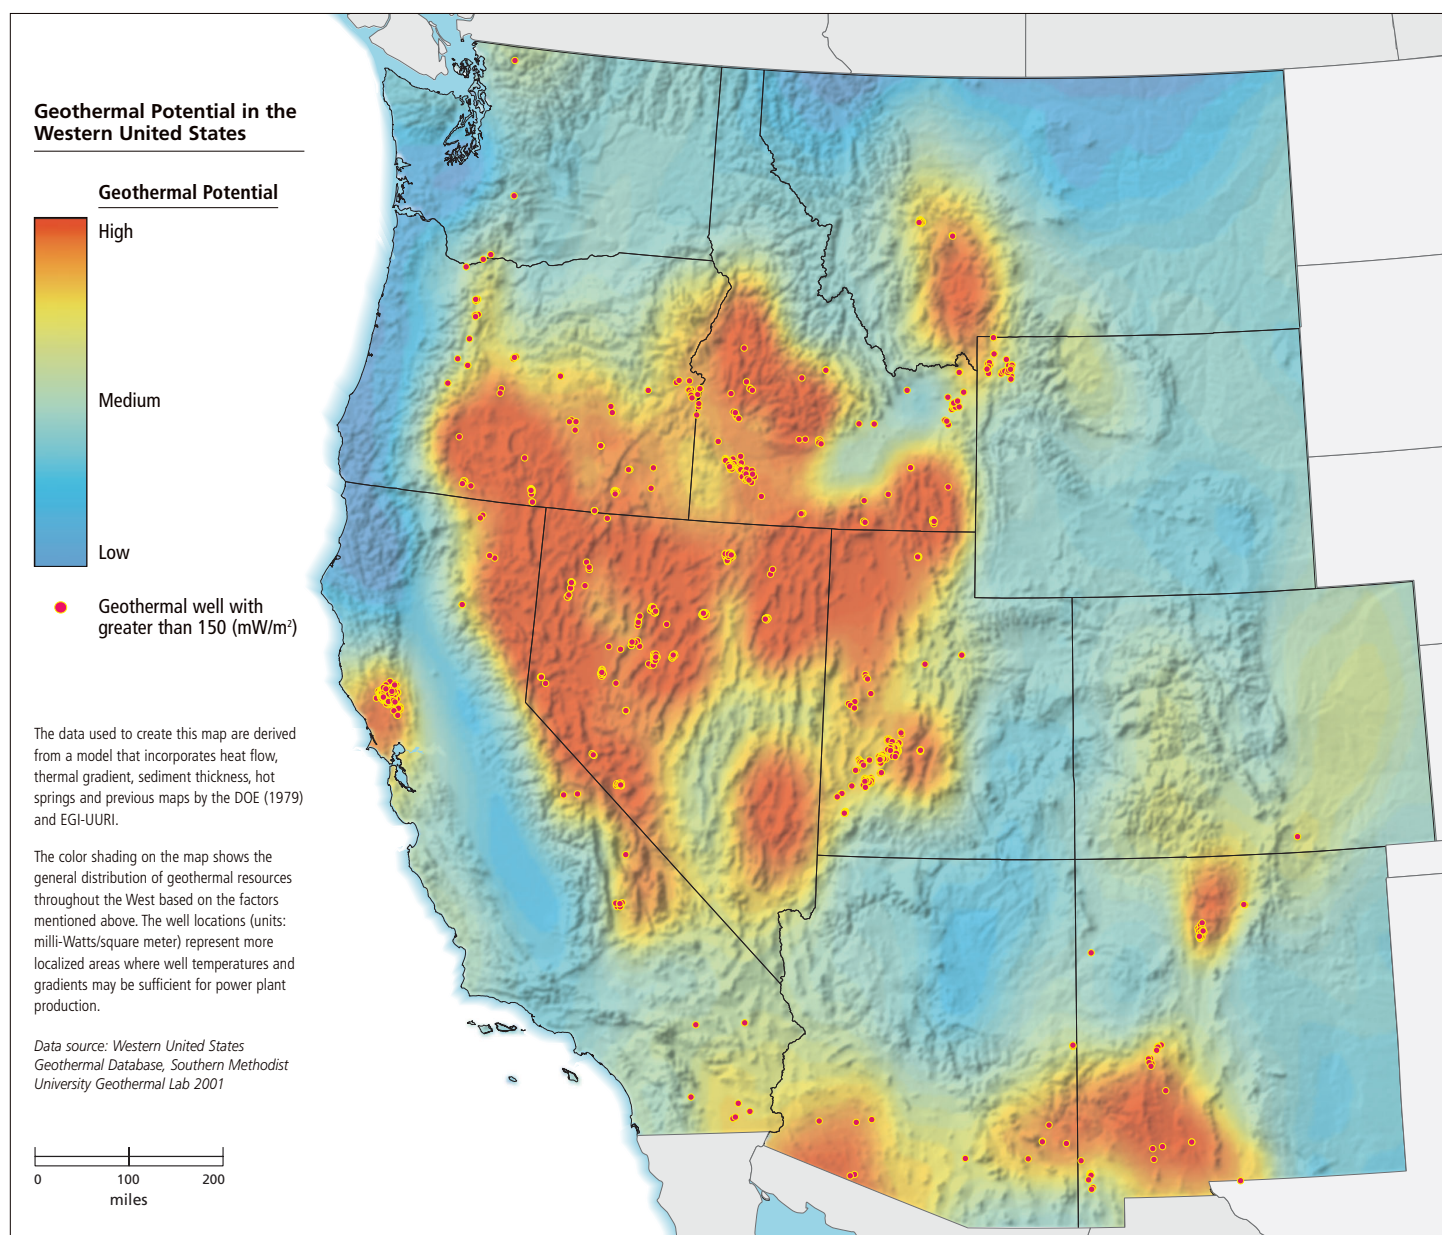 Geothermal Potential in the
Western United States
Geothermal Potential
High
Medium
Low
Geothermal well with
greater than 150 (mW/m²)
The data used to create this map are derived
from a model that incorporates heat flow,
thermal gradient, sediment thickness, hot
springs and previous maps by the DOE (1979)
and EGI-UURI.
The color shading on the map shows the
general distribution of geothermal resources
throughout the West based on the factors
mentioned above. The well locations (units:
milli-Watts/square meter) represent more
localized areas where well temperatures and
gradients may be sufficient for power plant
production.
Data source: Western United States
Geothermal Database, Southern Methodist
University Geothermal Lab 2001
0 100 200
miles